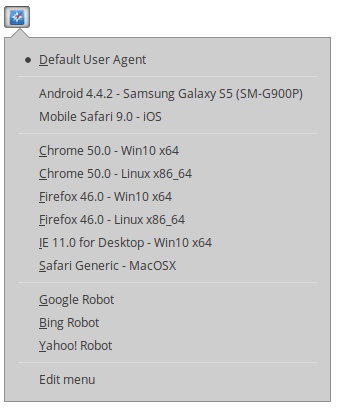 Default User Agent
Android 4.4.2 - Samsung Galaxy S5 (SM-G900P)
Mobile Safari 9.0 - iOS
Chrome 50.0 - Win10 x64
Chrome 50.0 - Linux x86_64
Firefox 46.0 - Win10 x64
Firefox 46.0 - Linux x86_64
IE 11.0 for Desktop - Win10 x64
Safari Generic - MacOSX
Google Robot
Bing Robot
Yahoo! Robot
Edit menu